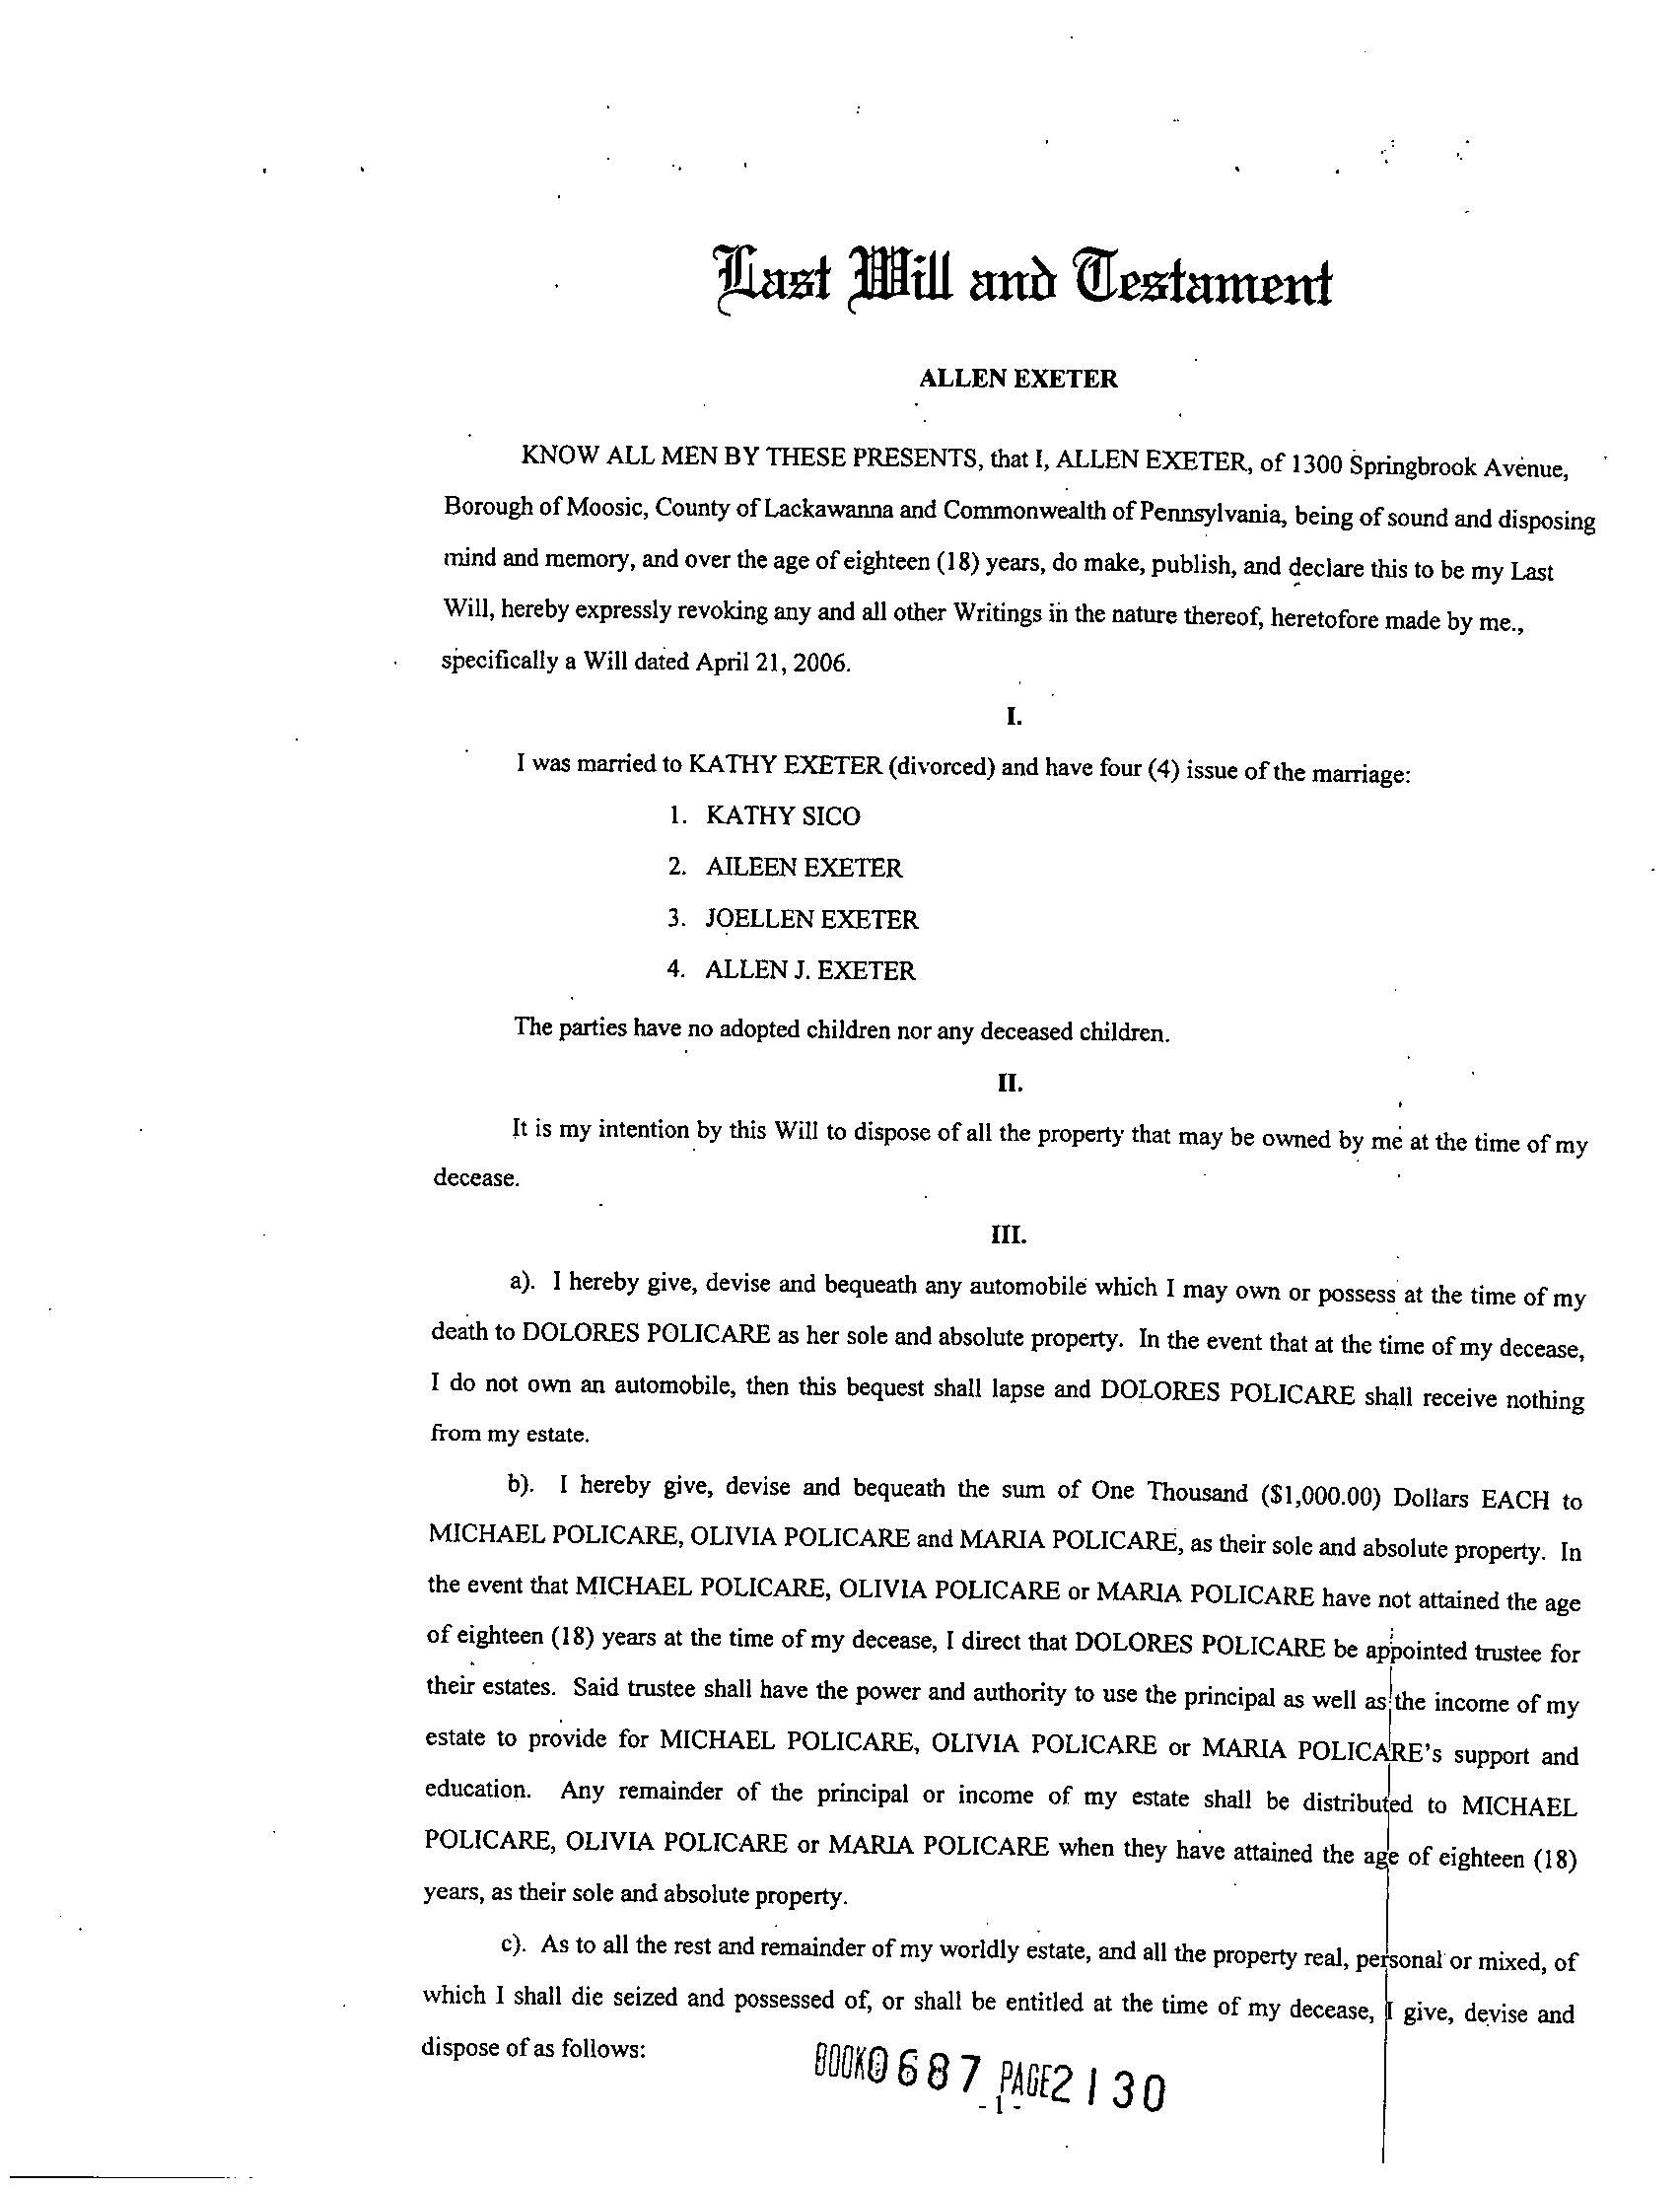 Last Will and Testament
ALLEN EXETER
KNOW ALL MEN BY THESE PRESENTS, that I, ALLEN EXETER, of 1300 Springbrook Avenue,
Borough of Moosic, County of Lackawanna and Commonwealth of Pennsylvania, being of sound and disposing
mind and memory, and over the age of eighteen (18) years, do make, publish, and declare this to be my Last
Will, hereby expressly revoking any and all other Writings in the nature thereof, heretofore made by me.,
specifically a Will dated April 21, 2006.
I.
I was married to KATHY EXETER (divorced) and have four (4) issue of the marriage:
1. KATHY SICO
2. AILEEN EXETER
3. JOELLEN EXETER
4. ALLEN J. EXETER
The parties have no adopted children nor any deceased children.
II.
It is my intention by this Will to dispose of all the property that may be owned by me at the time of my
decease.
III.
a). I hereby give, devise and bequeath any automobile which I may own or possess at the time of my
death to DOLORES POLICARE as her sole and absolute property. In the event that at the time of my decease,
I do not own an automobile, then this bequest shall lapse and DOLORES POLICARE shall receive nothing
from my estate.
b). I hereby give, devise and bequeath the sum of One Thousand ($1,000.00) Dollars EACH to
MICHAEL POLICARE, OLIVIA POLICARE and MARIA POLICARE, as their sole and absolute property. In
the event that MICHAEL POLICARE, OLIVIA POLICARE or MARIA POLICARE have not attained the age
of eighteen (18) years at the time of my decease, I direct that DOLORES POLICARE be appointed trustee for
their estates. Said trustee shall have the power and authority to use the principal as well as the income of my
estate to provide for MICHAEL POLICARE, OLIVIA POLICARE or MARIA POLICARE's support and
education. Any remainder of the principal or income of my estate shall be distributed to MICHAEL
POLICARE, OLIVIA POLICARE or MARIA POLICARE when they have attained the age of eighteen (18)
years, as their sole and absolute property.
c). As to all the rest and remainder of my worldly estate, and all the property real, personal or mixed, of
which I shall die seized and possessed of, or shall be entitled at the time of my decease, I give, devise and
dispose of as follows:
BOOK0687 PAGE2130
- 1 -